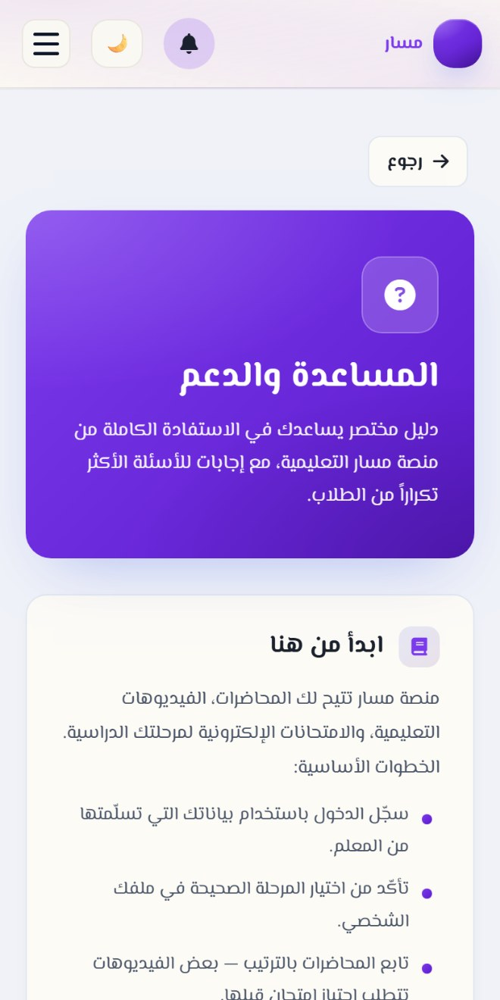 مسار
رجوع
المساعدة والدعم
دليل مختصر يساعدك في الاستفادة الكاملة من
منصة مسار التعليمية، مع إجابات للأسئلة الأكثر
تكراراً من الطلاب.
ابدأ من هنا
منصة مسار تتيح لك المحاضرات، الفيديوهات
التعليمية، والامتحانات الإلكترونية لمرحلتك الدراسية.
الخطوات الأساسية:
سجّل الدخول باستخدام بياناتك التي تسلّمتها
من المعلم.
تأكّد من اختيار المرحلة الصحيحة في ملفك
الشخصي.
تابع المحاضرات بالترتيب — بعض الفيديوهات
تتطلب اجتياز امتحان قبلها.